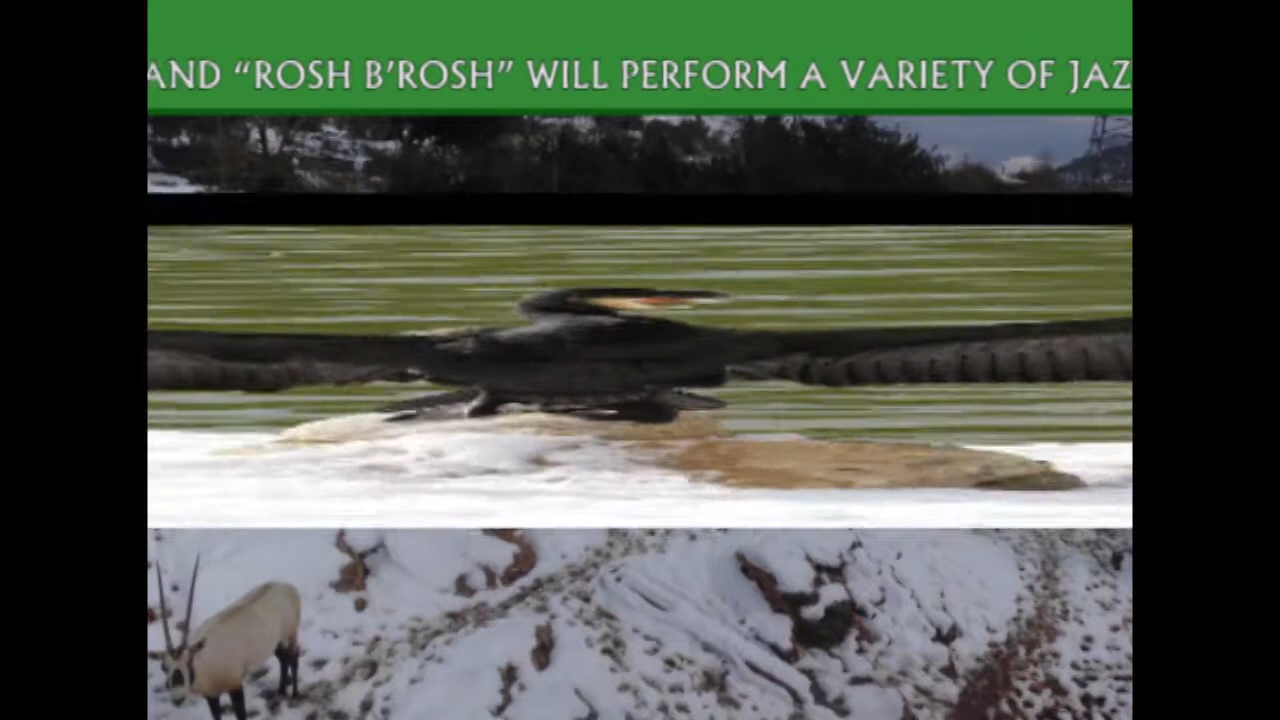 AND “ROSH B’ROSH” WILL PERFORM A VARIETY OF JAZ